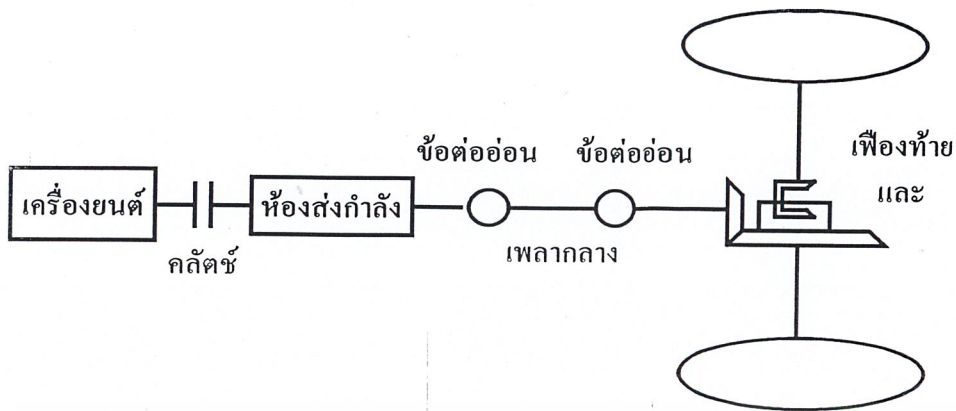 ข้อต่ออ่อน ข้อต่ออ่อน เฟืองท้าย
และ
เครื่องยนต์ ห้องส่งกำลัง
คลัตช์ เพลากลาง